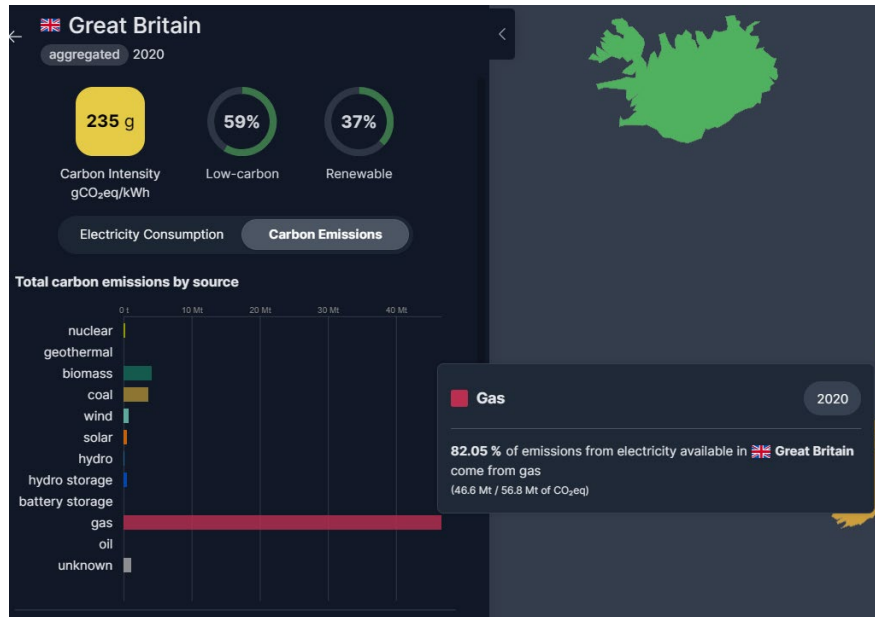 Great Britain
aggregated 2020
235 g
59%
37%
Carbon Intensity
gCO₂eq/kWh
Low-carbon
Renewable
Electricity Consumption
Carbon Emissions
Total carbon emissions by source
0 t 10 Mt 20 Mt 30 Mt 40 Mt
nuclear
geothermal
biomass
coal
wind
solar
hydro
hydro storage
battery storage
gas
oil
unknown
Gas 2020
82.05 % of emissions from electricity available in Great Britain
come from gas
(46.6 Mt / 56.8 Mt of CO₂eq)